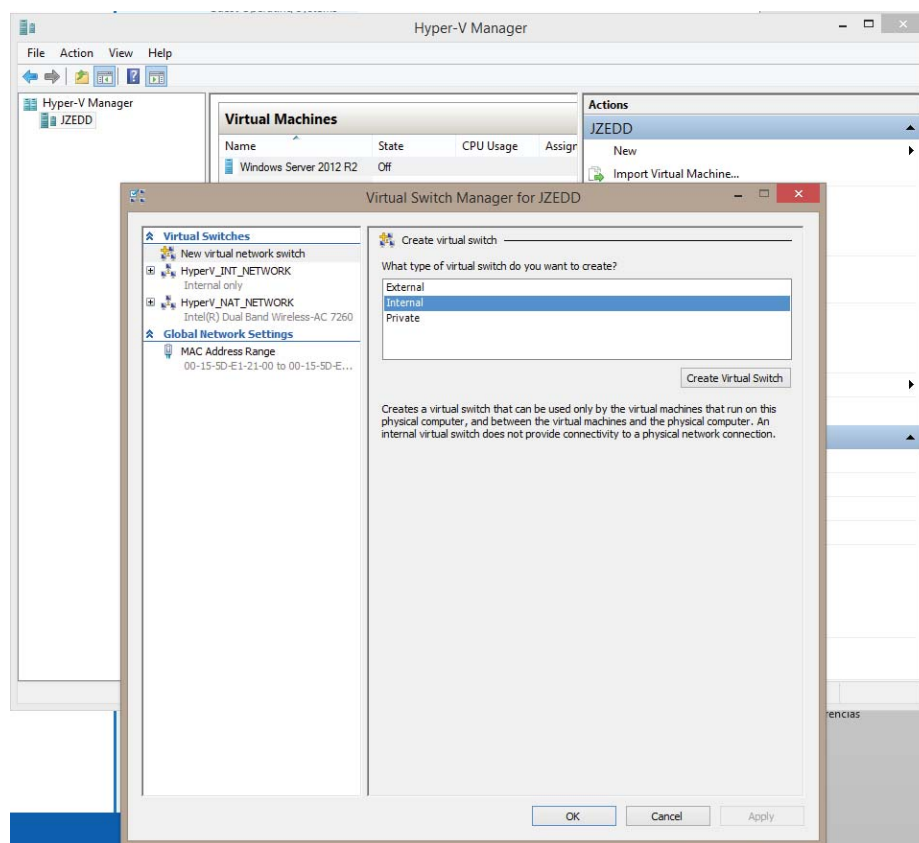 Hyper-V Manager
File Action View Help
Hyper-V Manager
JZEDD
Virtual Machines
Name State CPU Usage Assign
Windows Server 2012 R2 Off
Actions
JZEDD
New
Import Virtual Machine...
Virtual Switch Manager for JZEDD
Virtual Switches
New virtual network switch
HyperV_INT_NETWORK
Internal only
HyperV_NAT_NETWORK
Intel(R) Dual Band Wireless-AC 7260
Global Network Settings
MAC Address Range
00-15-5D-E1-21-00 to 00-15-5D-E...
Create virtual switch
What type of virtual switch do you want to create?
External
Internal
Private
Create Virtual Switch
Creates a virtual switch that can be used only by the virtual machines that run on this
physical computer, and between the virtual machines and the physical computer. An
internal virtual switch does not provide connectivity to a physical network connection.
OK Cancel Apply
rencias